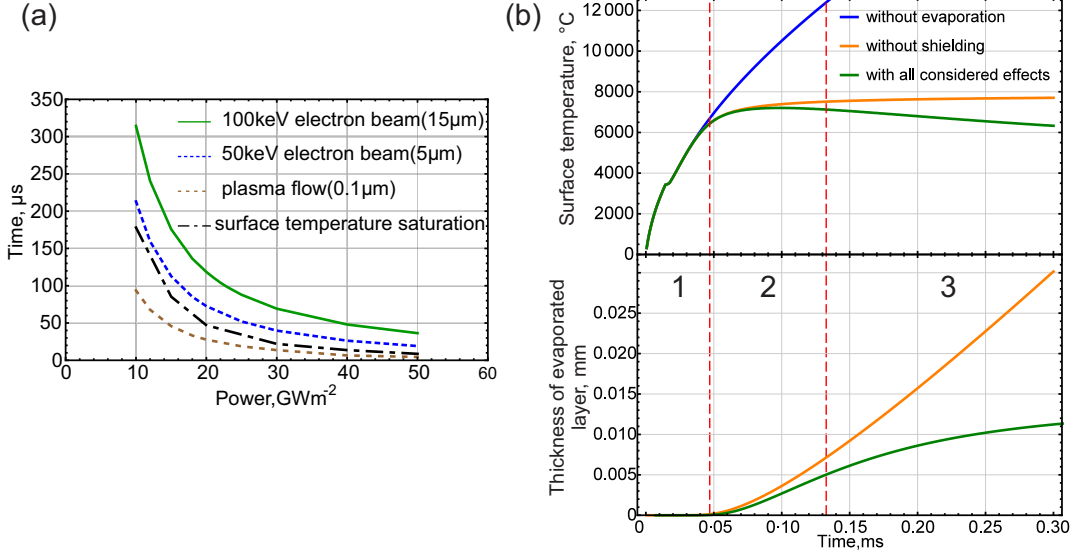 (a)
350
300
250
200
150
100
50
0
0
10
20
30
40
50
60
Time, µs
Power,GWm-2
100keV electron beam(15µm)
50keV electron beam(5µm)
plasma flow(0.1µm)
surface temperature saturation
(b)
12000
10000
8000
6000
4000
2000
0
Surface temperature, °C
without evaporation
without shielding
with all considered effects
1
2
3
0.025
0.020
0.015
0.010
0.005
0
Thickness of evaporated
layer, mm
0
0·05
0·10
0.15
0.20
0.25
0.30
Time,ms